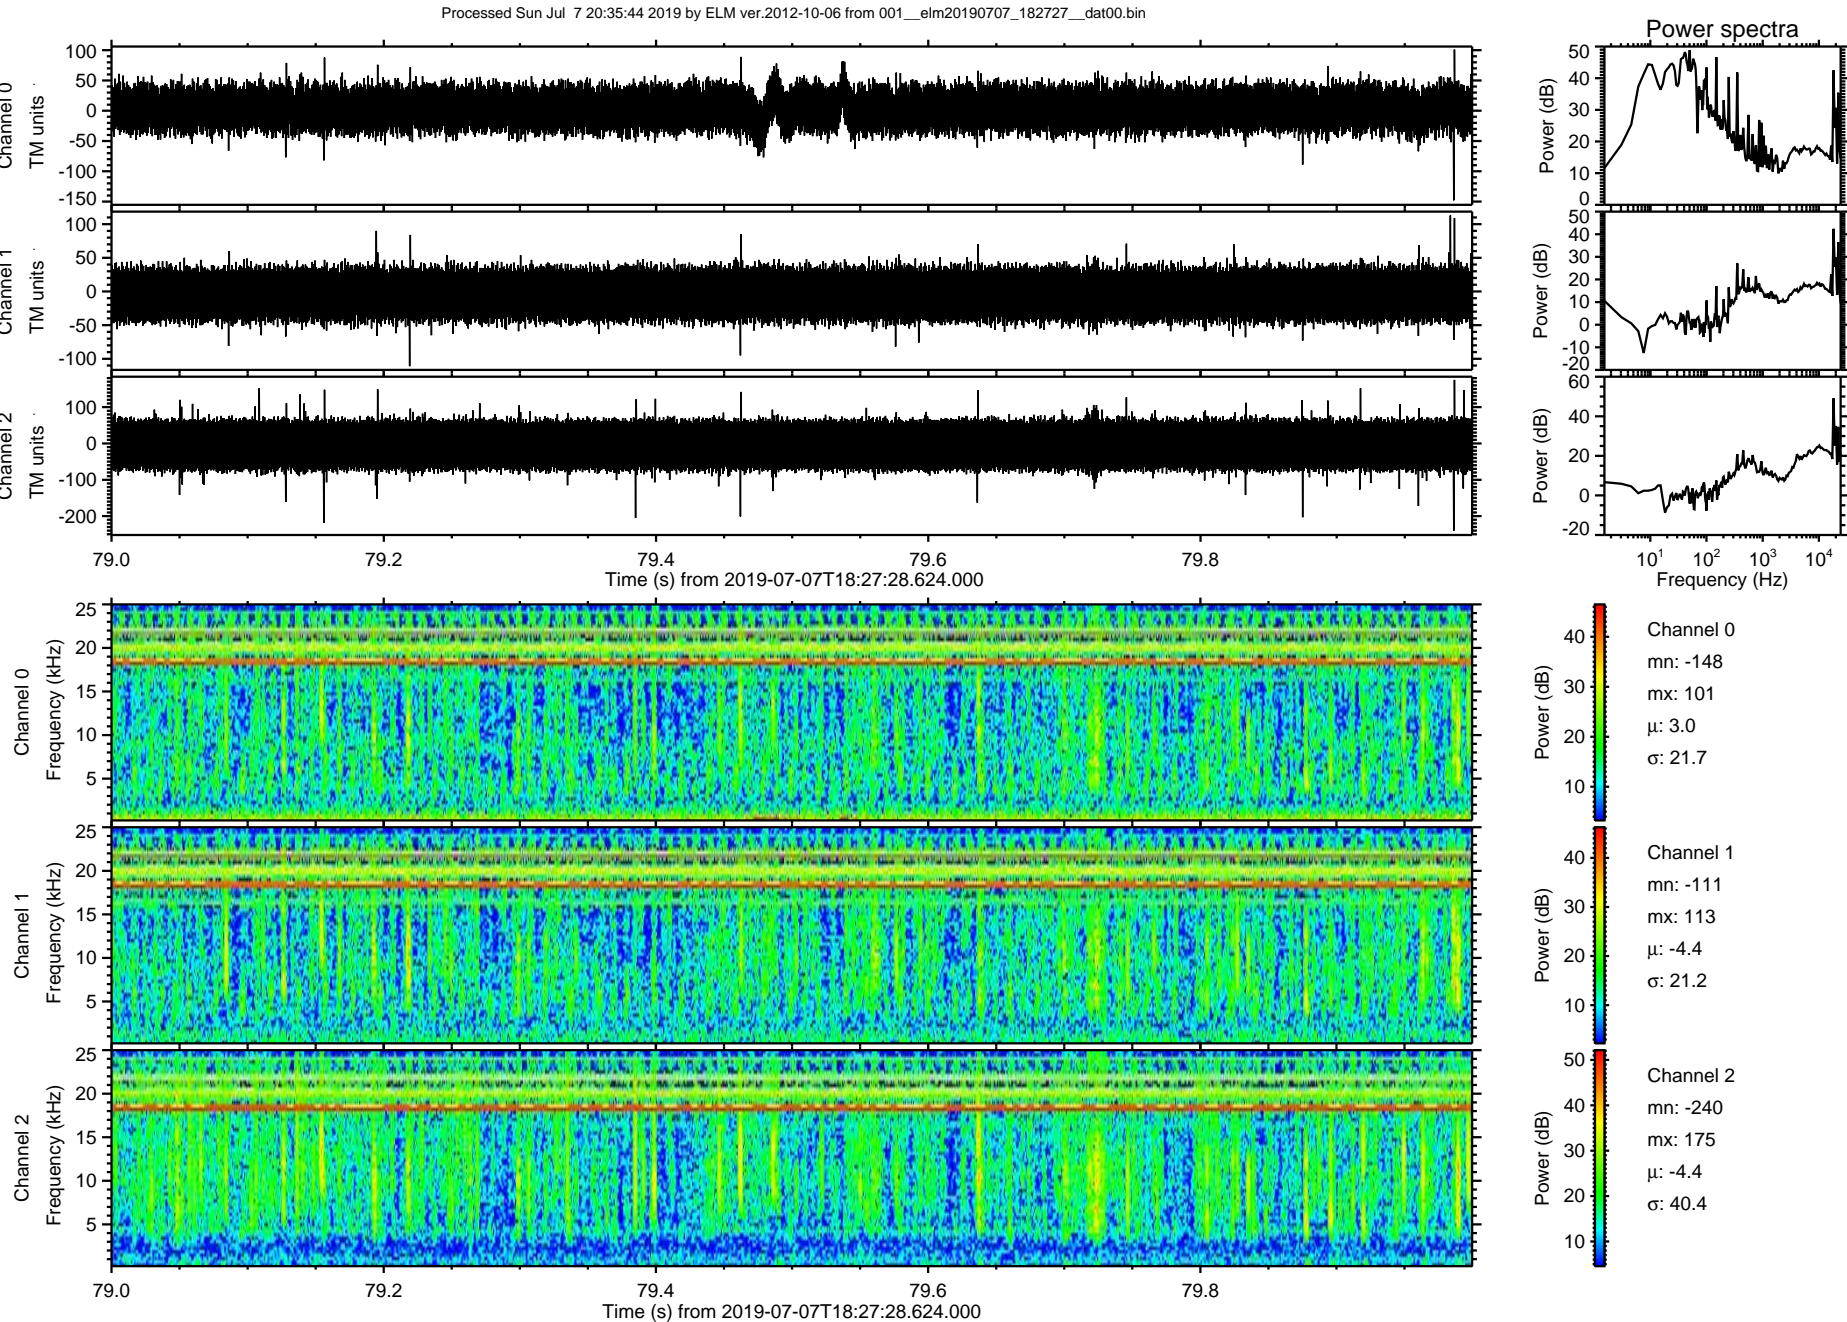 Processed Sun Jul 7 20:35:44 2019 by ELM ver.2012-10-06 from 001__elm20190707_182727__dat00.bin
Power spectra
Channel 0
TM units
100
50
0
-50
-100
-150
Power (dB)
50
40
30
20
10
0
Channel 1
TM units
100
50
0
-50
-100
Power (dB)
50
40
30
20
10
0
-10
-20
Channel 2
TM units
100
0
-100
-200
Power (dB)
60
40
20
0
-20
79.0 79.2 79.4 79.6 79.8
Time (s) from 2019-07-07T18:27:28.624.000
10^1 10^2 10^3 10^4
Frequency (Hz)
Channel 0
Frequency (kHz)
25
20
15
10
5
Power (dB)
40
30
20
10
Channel 0
mn: -148
mx: 101
μ: 3.0
σ: 21.7
Channel 1
Frequency (kHz)
25
20
15
10
5
Power (dB)
40
30
20
10
Channel 1
mn: -111
mx: 113
μ: -4.4
σ: 21.2
Channel 2
Frequency (kHz)
25
20
15
10
5
Power (dB)
50
40
30
20
10
Channel 2
mn: -240
mx: 175
μ: -4.4
σ: 40.4
79.0 79.2 79.4 79.6 79.8
Time (s) from 2019-07-07T18:27:28.624.000